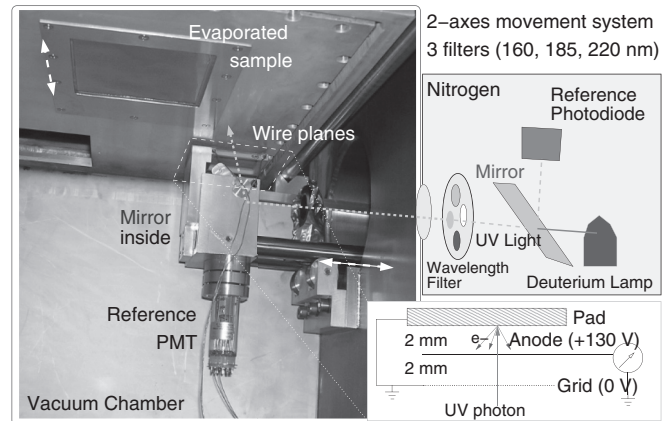 Evaporated
sample
Wire planes
Mirror
inside
Reference
PMT
Vacuum Chamber
2−axes movement system
3 filters (160, 185, 220 nm)
Nitrogen
Reference
Photodiode
Mirror
UV Light
Wavelength
Filter
Deuterium Lamp
Pad
2 mm
e−
Anode (+130 V)
2 mm
Grid (0 V)
UV photon